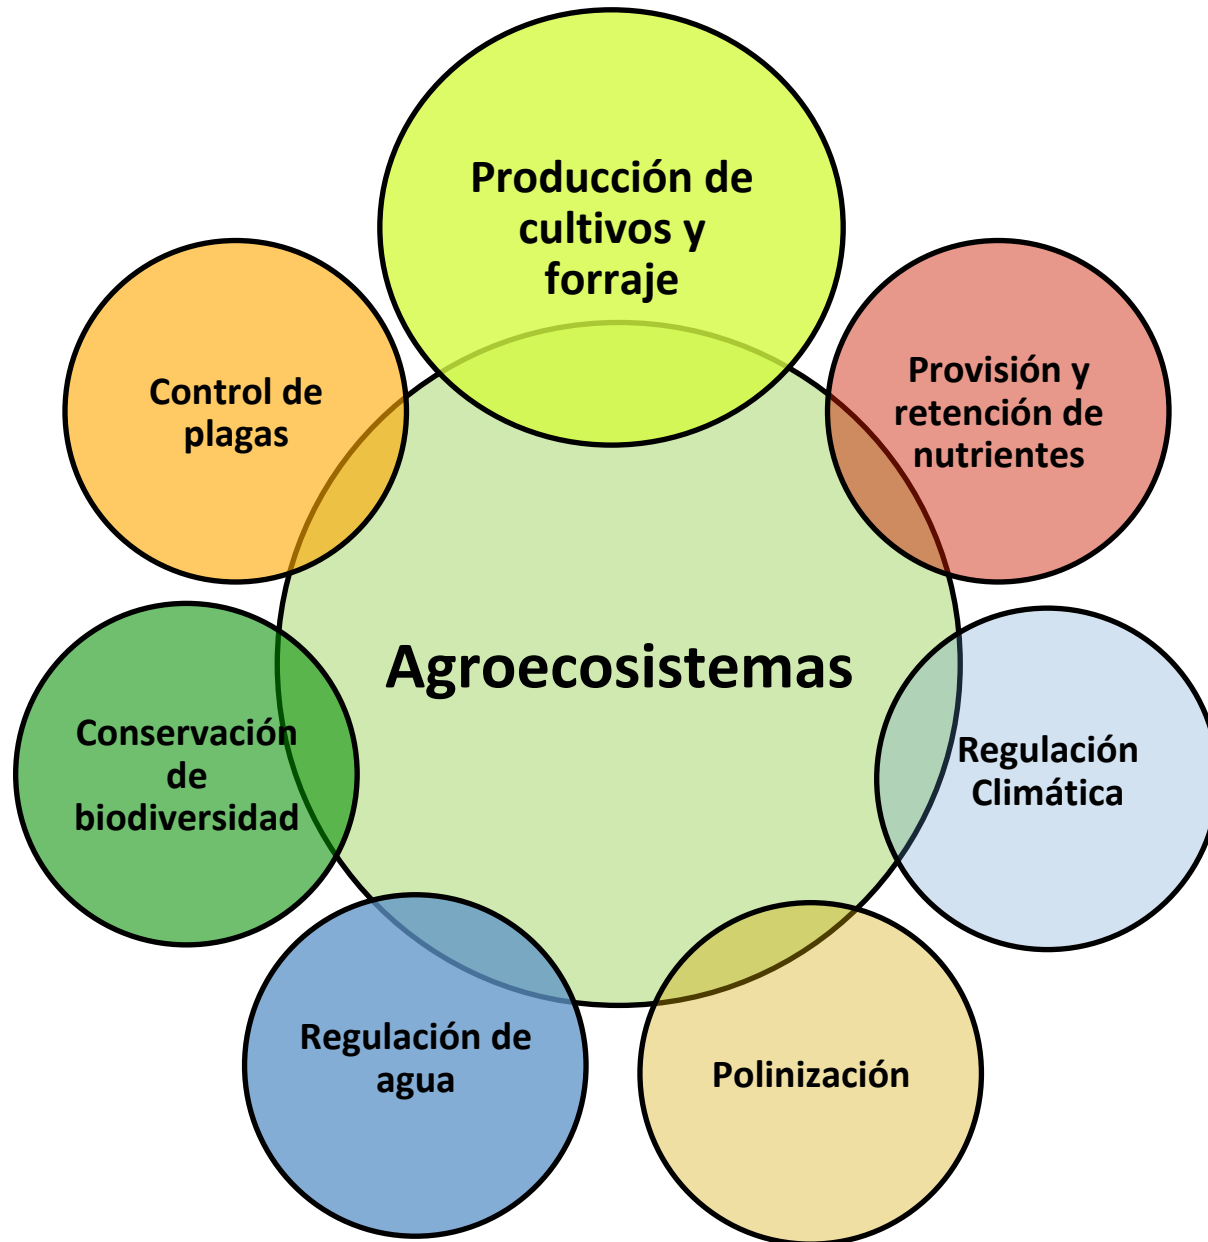 Producción de
cultivos y
forraje
Provisión y
retención de
nutrientes
Control de
plagas
Agroecosistemas
Conservación
de
biodiversidad
Regulación
Climática
Regulación de
agua
Polinización